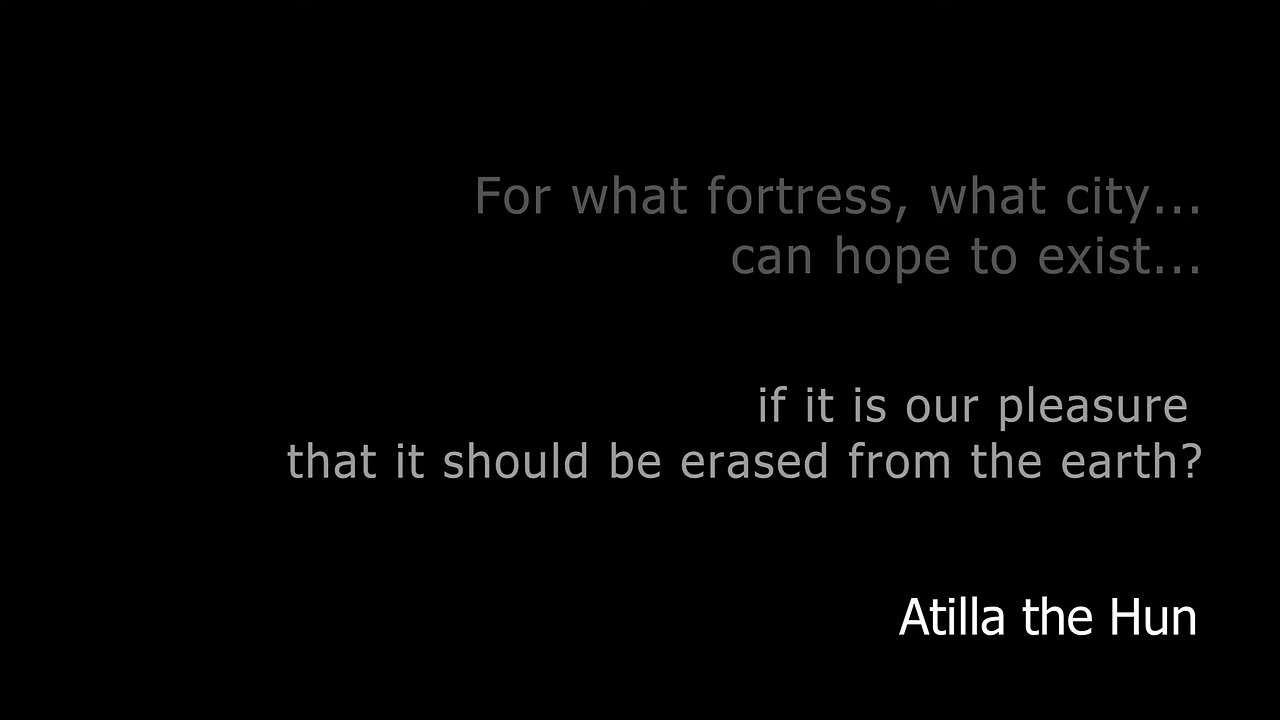 For what fortress, what city...
can hope to exist...
if it is our pleasure
that it should be erased from the earth?
Atilla the Hun